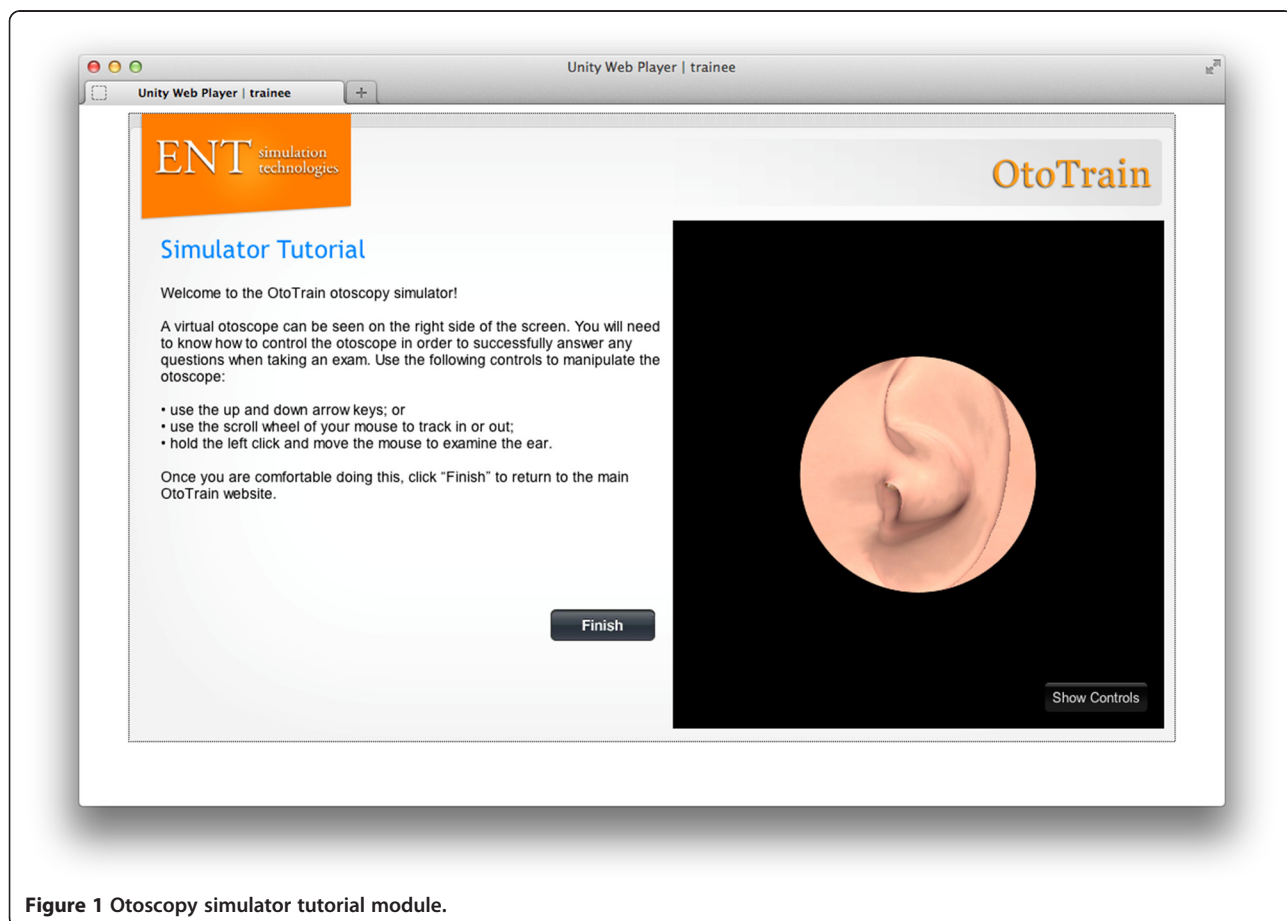 Unity Web Player | trainee
Unity Web Player | trainee
ENT simulation
technologies
OtoTrain
Simulator Tutorial
Welcome to the OtoTrain otoscopy simulator!
A virtual otoscope can be seen on the right side of the screen. You will need
to know how to control the otoscope in order to successfully answer any
questions when taking an exam. Use the following controls to manipulate the
otoscope:
• use the up and down arrow keys; or
• use the scroll wheel of your mouse to track in or out;
• hold the left click and move the mouse to examine the ear.
Once you are comfortable doing this, click “Finish” to return to the main
OtoTrain website.
Finish
Show Controls
Figure 1 Otoscopy simulator tutorial module.